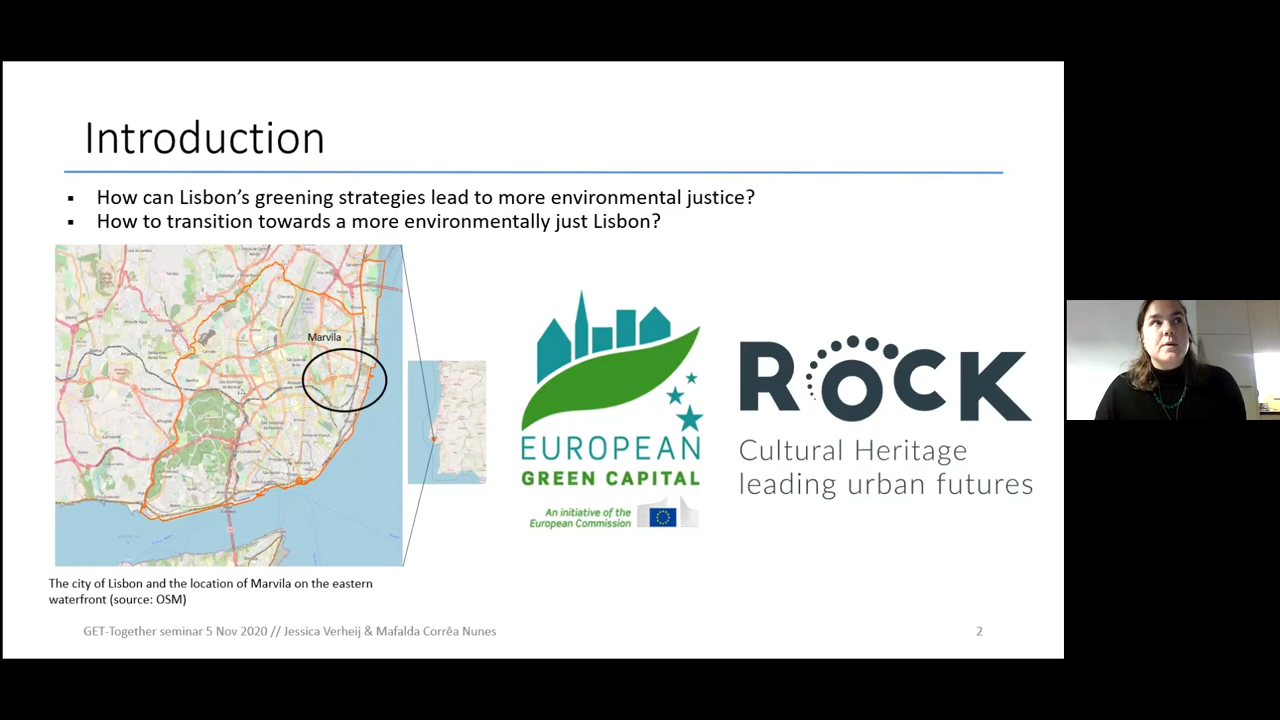 Introduction
▪ How can Lisbon's greening strategies lead to more environmental justice?
▪ How to transition towards a more environmentally just Lisbon?
Marvila
EUROPEAN
GREEN CAPITAL
An initiative of the
European Commission
ROCK
Cultural Heritage
leading urban futures
The city of Lisbon and the location of Marvila on the eastern
waterfront (source: OSM)
GET-Together seminar 5 Nov 2020 // Jessica Verheij & Mafalda Corrêa Nunes
2